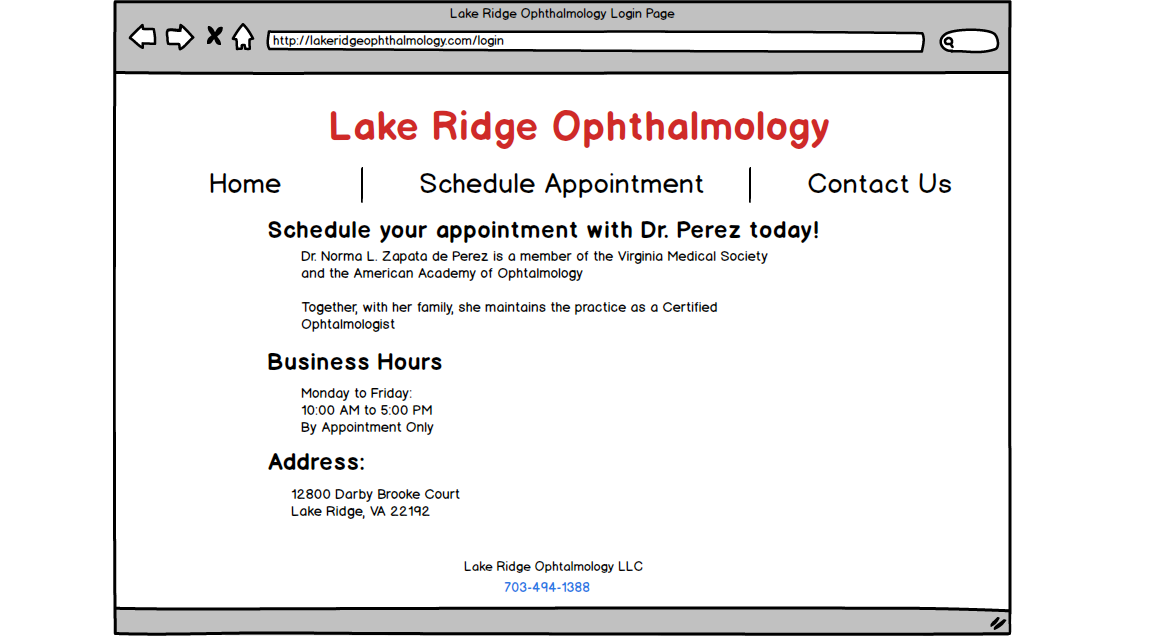 Lake Ridge Ophthalmology Login Page
http://lakeridgeophthalmology.com/login
Lake Ridge Ophthalmology
Home
Schedule Appointment
Contact Us
Schedule your appointment with Dr. Perez today!
Dr. Norma L. Zapata de Perez is a member of the Virginia Medical Society
and the American Academy of Ophtalmology
Together, with her family, she maintains the practice as a Certified
Ophtalmologist
Business Hours
Monday to Friday:
10:00 AM to 5:00 PM
By Appointment Only
Address:
12800 Darby Brooke Court
Lake Ridge, VA 22192
Lake Ridge Ophtalmology LLC
703-494-1388